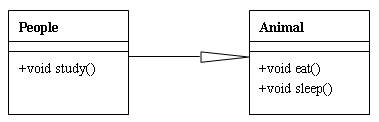 People
+void study()
Animal
+void eat()
+void sleep()